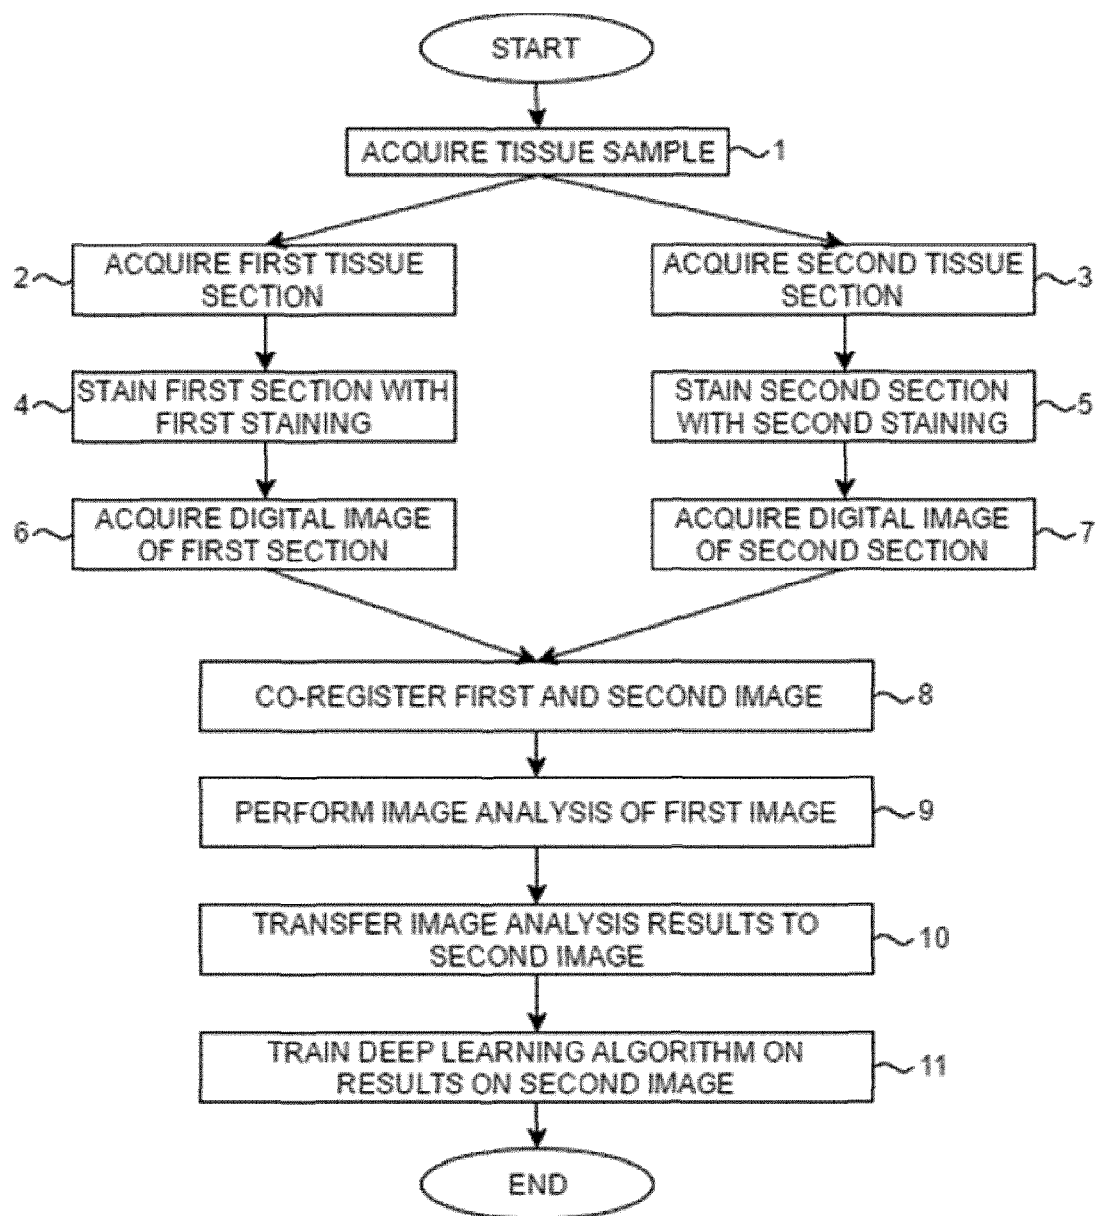 START
ACQUIRE TISSUE SAMPLE
1
ACQUIRE FIRST TISSUE
SECTION
2
ACQUIRE SECOND TISSUE
SECTION
3
STAIN FIRST SECTION WITH
FIRST STAINING
4
STAIN SECOND SECTION
WITH SECOND STAINING
5
ACQUIRE DIGITAL IMAGE
OF FIRST SECTION
6
ACQUIRE DIGITAL IMAGE
OF SECOND SECTION
7
CO-REGISTER FIRST AND SECOND IMAGE
8
PERFORM IMAGE ANALYSIS OF FIRST IMAGE
9
TRANSFER IMAGE ANALYSIS RESULTS TO
SECOND IMAGE
10
TRAIN DEEP LEARNING ALGORITHM ON
RESULTS ON SECOND IMAGE
11
END